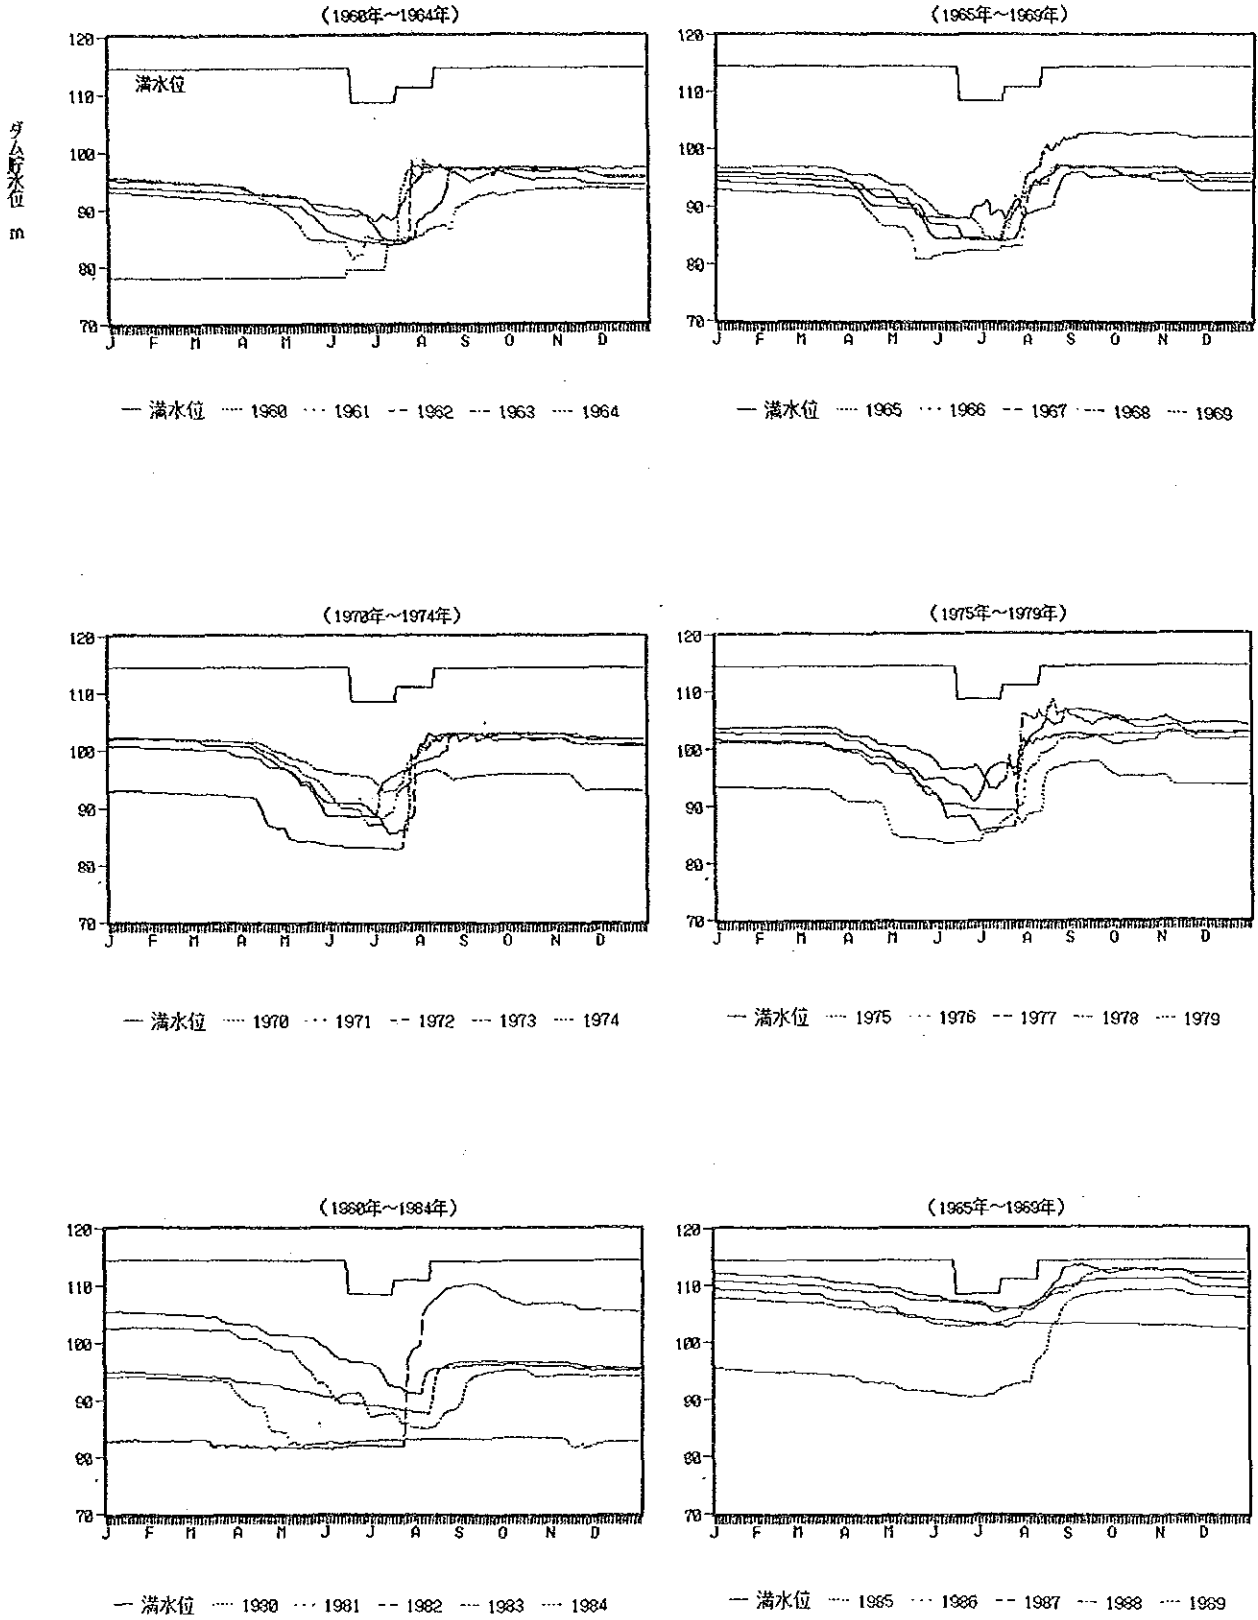 (1960年～1964年)
120
110
100
90
80
70
満水位
ダム貯水位 m
J F M A M J J A S O N D
— 満水位 ···· 1960 ··· 1961 -- 1962 --- 1963 ···· 1964
(1965年～1969年)
120
110
100
90
80
70
J F M A M J J A S O N D
— 満水位 ···· 1965 ··· 1966 -- 1967 --- 1968 ···· 1969
(1970年～1974年)
120
110
100
90
80
70
J F M A M J J A S O N D
— 満水位 ···· 1970 ··· 1971 -- 1972 --- 1973 ···· 1974
(1975年～1979年)
120
110
100
90
80
70
J F M A M J J A S O N D
— 満水位 ···· 1975 ··· 1976 -- 1977 --- 1978 ···· 1979
(1980年～1984年)
120
110
100
90
80
70
J F M A M J J A S O N D
— 満水位 ···· 1980 ··· 1981 -- 1982 --- 1983 ···· 1984
(1985年～1989年)
120
110
100
90
80
70
J F M A M J J A S O N D
— 満水位 ···· 1985 ··· 1986 -- 1987 --- 1988 ···· 1989